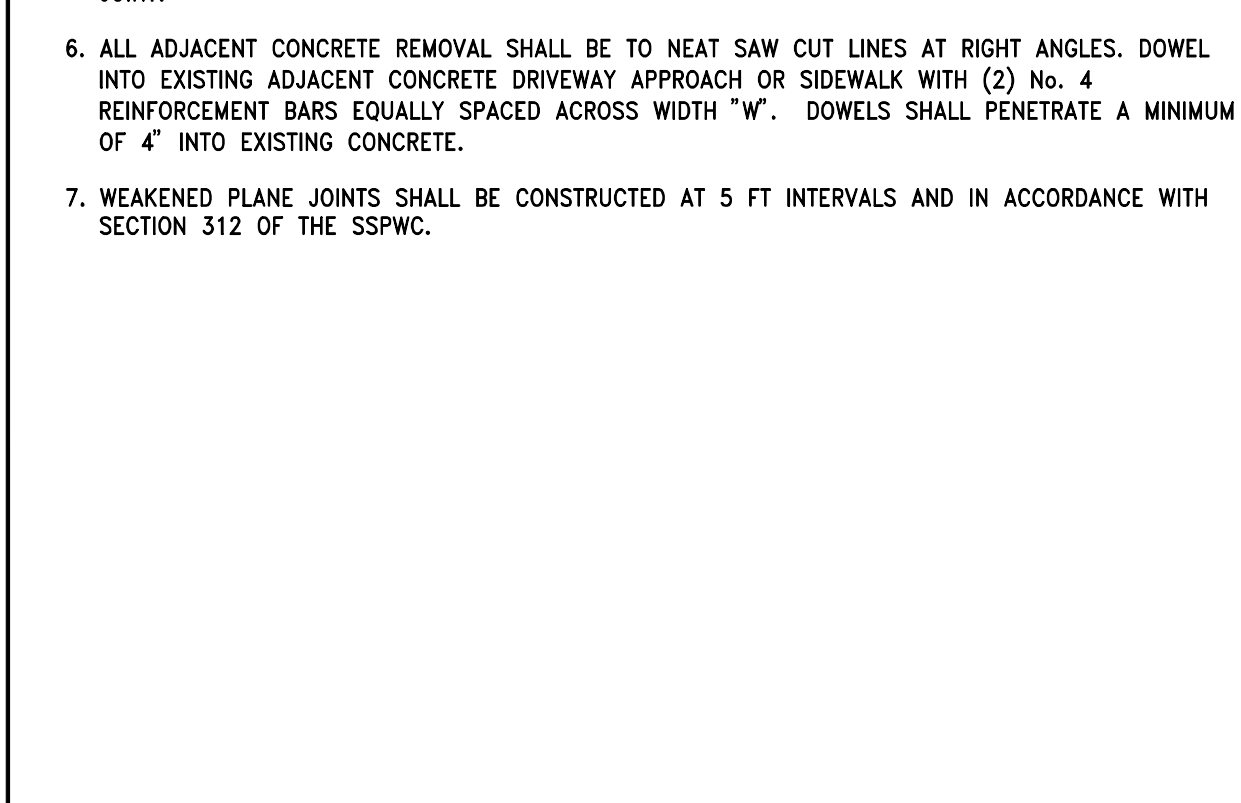 6. ALL ADJACENT CONCRETE REMOVAL SHALL BE TO NEAT SAW CUT LINES AT RIGHT ANGLES. DOWEL
INTO EXISTING ADJACENT CONCRETE DRIVEWAY APPROACH OR SIDEWALK WITH (2) No. 4
REINFORCEMENT BARS EQUALLY SPACED ACROSS WIDTH "W". DOWELS SHALL PENETRATE A MINIMUM
OF 4" INTO EXISTING CONCRETE.
7. WEAKENED PLANE JOINTS SHALL BE CONSTRUCTED AT 5 FT INTERVALS AND IN ACCORDANCE WITH
SECTION 312 OF THE SSPWC.